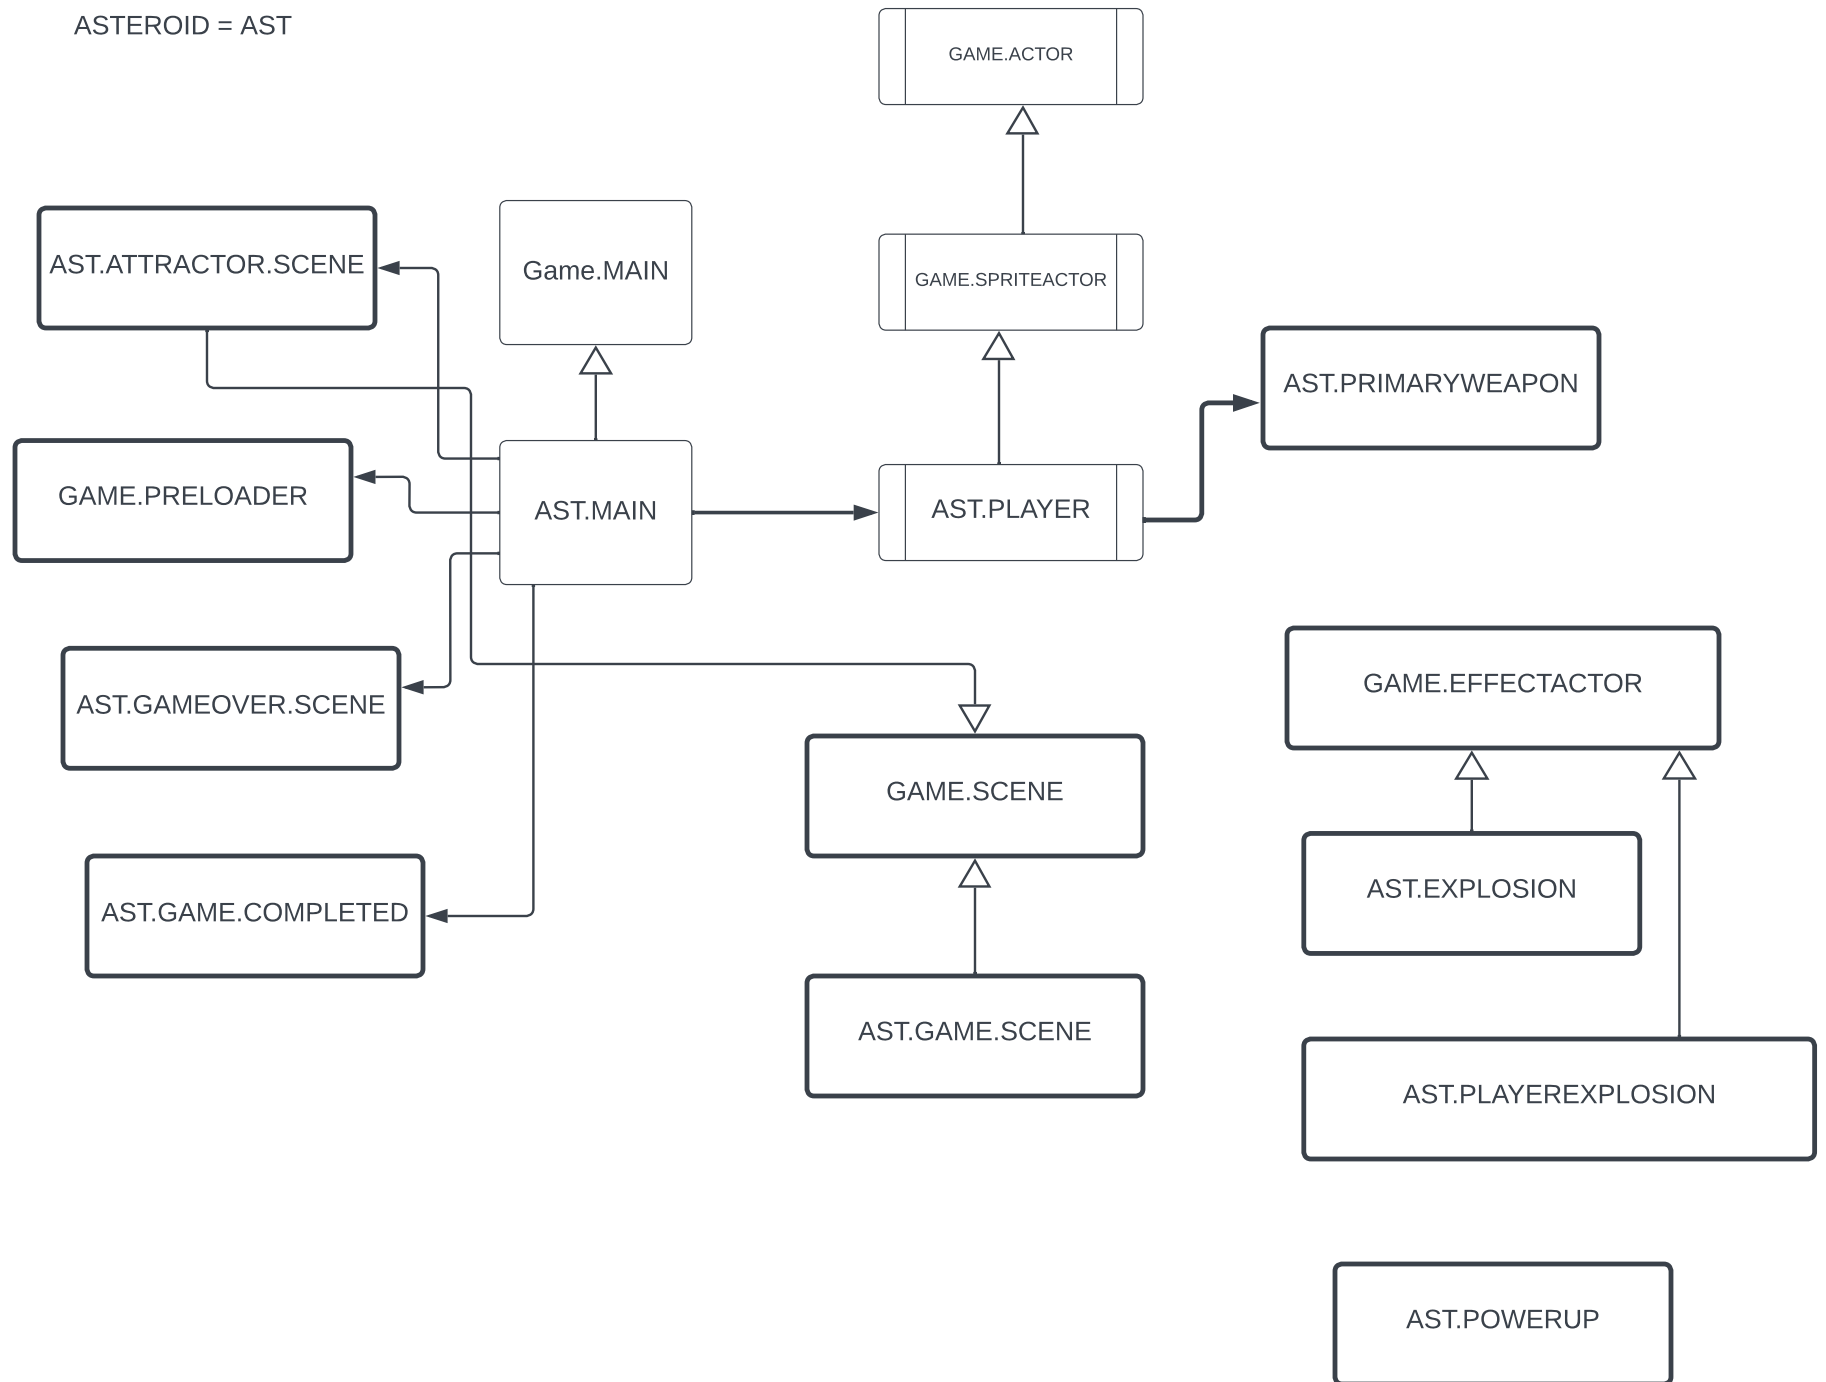 ASTEROID = AST
GAME.ACTOR
AST.ATTRACTOR.SCENE
Game.MAIN
GAME.SPRITEACTOR
AST.PRIMARYWEAPON
GAME.PRELOADER
AST.MAIN
AST.PLAYER
AST.GAMEOVER.SCENE
GAME.EFFECTACTOR
GAME.SCENE
AST.EXPLOSION
AST.GAME.COMPLETED
AST.GAME.SCENE
AST.PLAYEREXPLOSION
AST.POWERUP